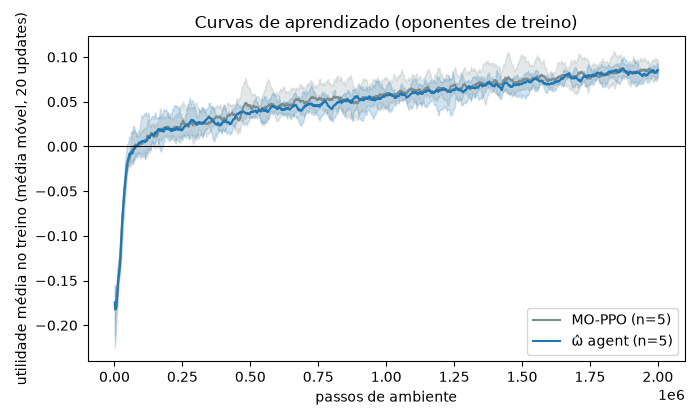 Curvas de aprendizado (oponentes de treino)
utilidade média no treino (média móvel, 20 updates)
0.10
0.05
0.00
−0.05
−0.10
−0.15
−0.20
MO-PPO (n=5)
ω̂ agent (n=5)
0.00 0.25 0.50 0.75 1.00 1.25 1.50 1.75 2.00
1e6
passos de ambiente